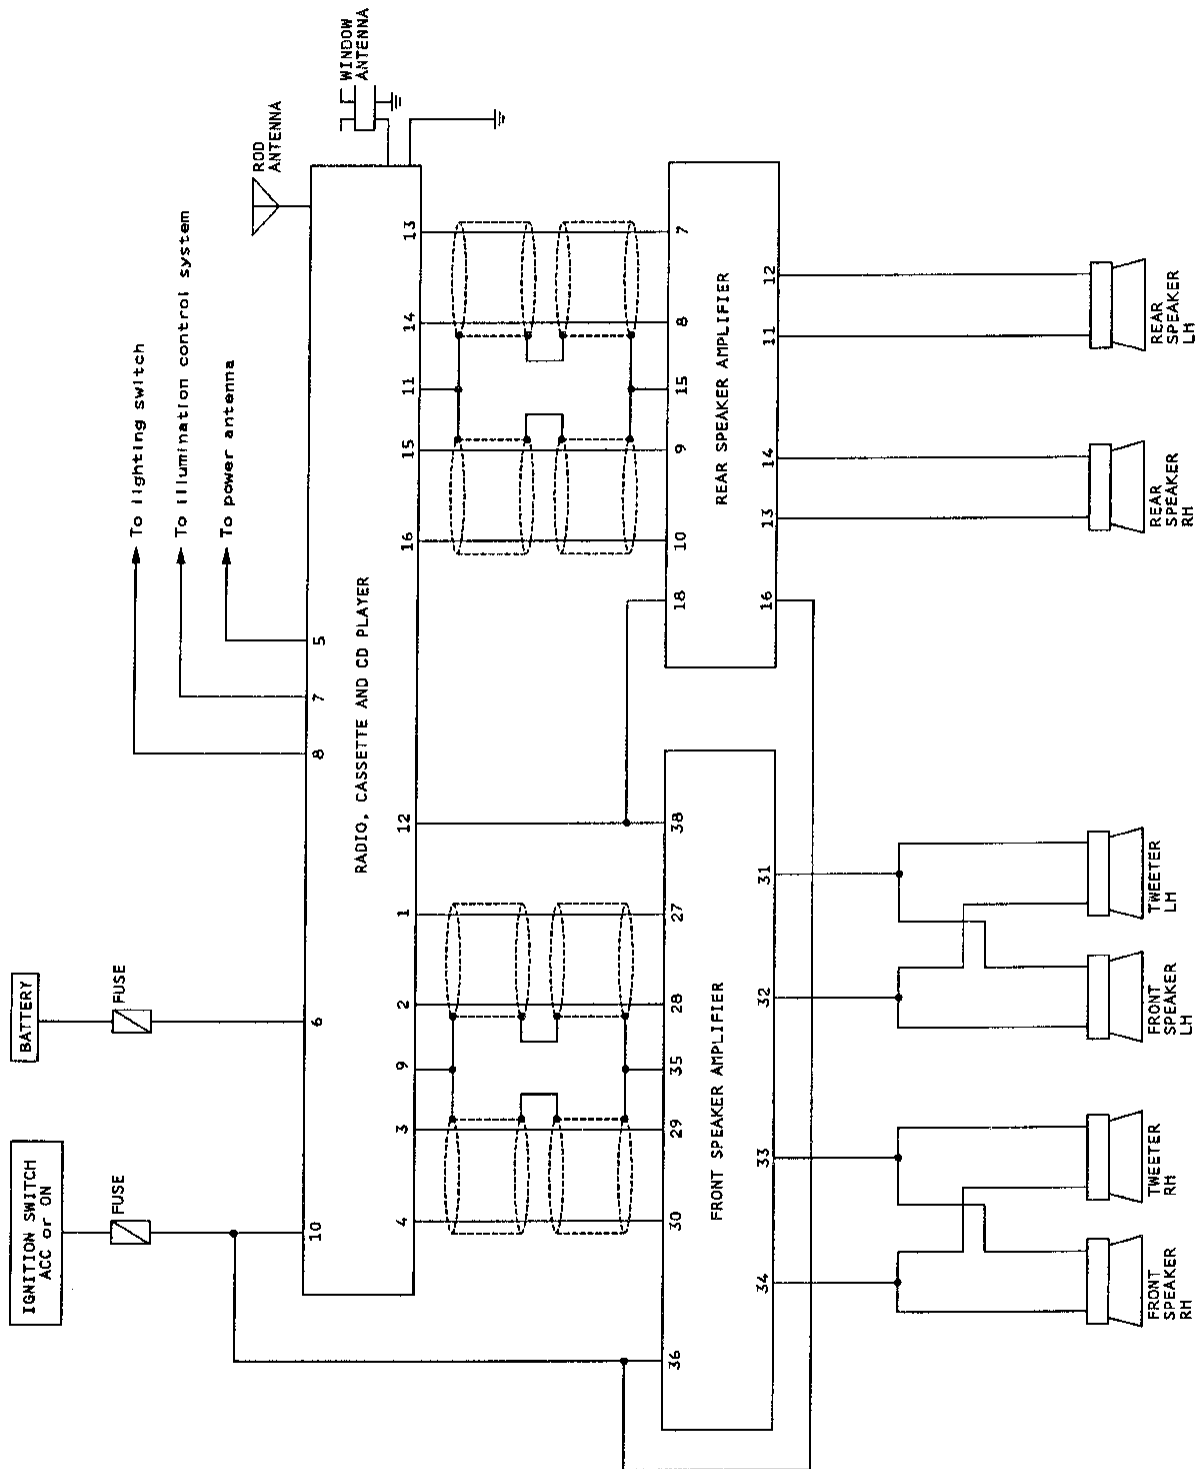 BATTERY
FUSE
6
IGNITION SWITCH
ACC or ON
FUSE
10
To lighting switch
8
To illumination control system
7
To power antenna
5
ROD
ANTENNA
WINDOW
ANTENNA
RADIO, CASSETTE AND CD PLAYER
4
3
9
2
1
12
16
15
11
14
13
FRONT SPEAKER AMPLIFIER
36
30
29
35
28
27
38
34
33
32
31
REAR SPEAKER AMPLIFIER
18
10
9
15
8
7
16
13
14
11
12
FRONT
SPEAKER
RH
TWEETER
RH
FRONT
SPEAKER
LH
TWEETER
LH
REAR
SPEAKER
RH
REAR
SPEAKER
LH